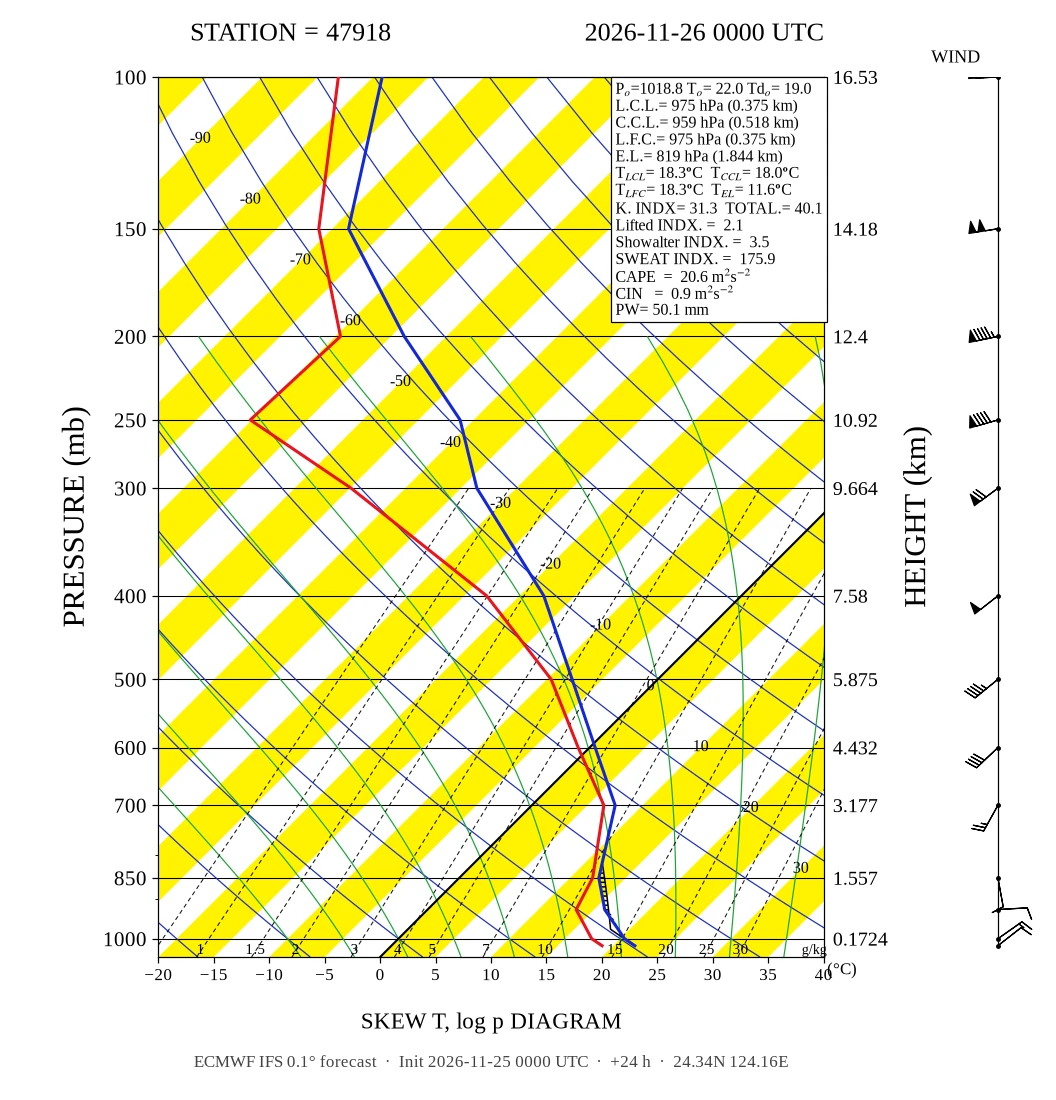 STATION = 47918
2026-11-26 0000 UTC
WIND
100
16.53
Pₒ=1018.8 Tₒ= 22.0 Tdₒ= 19.0
L.C.L.= 975 hPa (0.375 km)
C.C.L.= 959 hPa (0.518 km)
L.F.C.= 975 hPa (0.375 km)
E.L.= 819 hPa (1.844 km)
T_LCL= 18.3°C T_CCL= 18.0°C
T_LFC= 18.3°C T_EL= 11.6°C
K. INDX= 31.3 TOTAL.= 40.1
Lifted INDX. = 2.1
Showalter INDX. = 3.5
SWEAT INDX. = 175.9
CAPE = 20.6 m²s⁻²
CIN = 0.9 m²s⁻²
PW= 50.1 mm
-90
-80
150
14.18
-70
-60
200
12.4
-50
250
10.92
-40
PRESSURE (mb)
HEIGHT (km)
300
9.664
-30
-20
400
7.58
-10
500
5.875
0
600
10
4.432
700
20
3.177
30
850
1.557
1000
0.1724
1 1.5 2 3 4 5 7 10 15 20 25 30 g/kg
−20 −15 −10 −5 0 5 10 15 20 25 30 35 40 (°C)
SKEW T, log p DIAGRAM
ECMWF IFS 0.1° forecast · Init 2026-11-25 0000 UTC · +24 h · 24.34N 124.16E